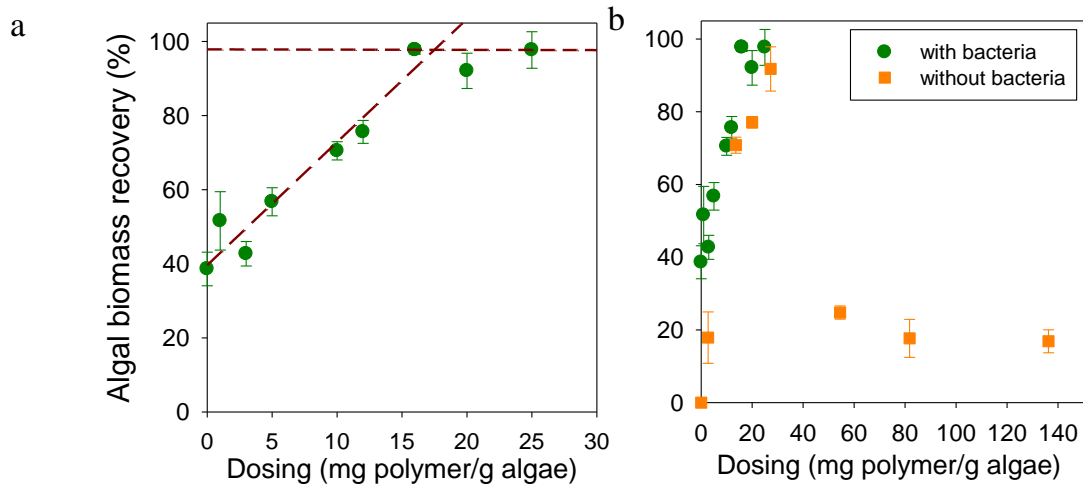 a
Algal biomass recovery (%)
100
80
60
40
20
0
0 5 10 15 20 25 30
Dosing (mg polymer/g algae)
b
with bacteria
without bacteria
100
80
60
40
20
0
0 20 40 60 80 100 120 140
Dosing (mg polymer/g algae)